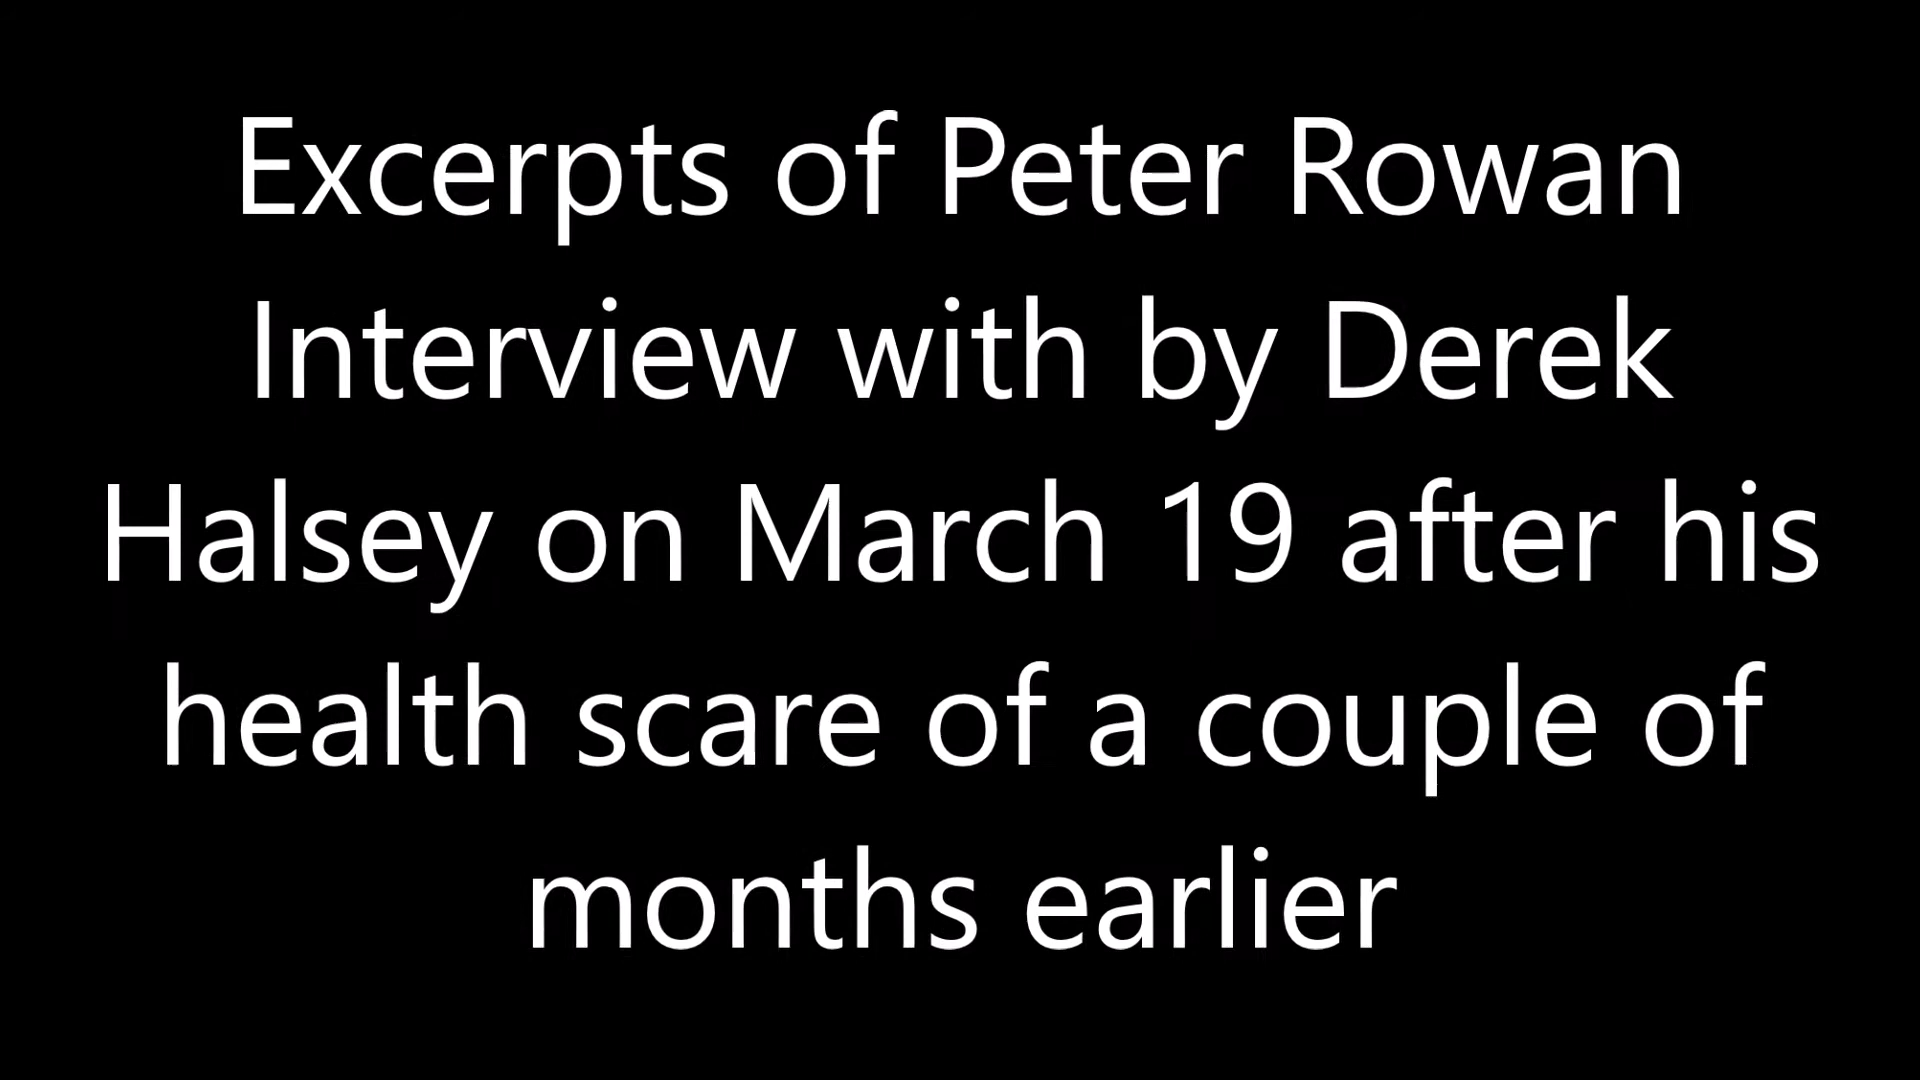 Excerpts of Peter Rowan
Interview with by Derek
Halsey on March 19 after his
health scare of a couple of
months earlier